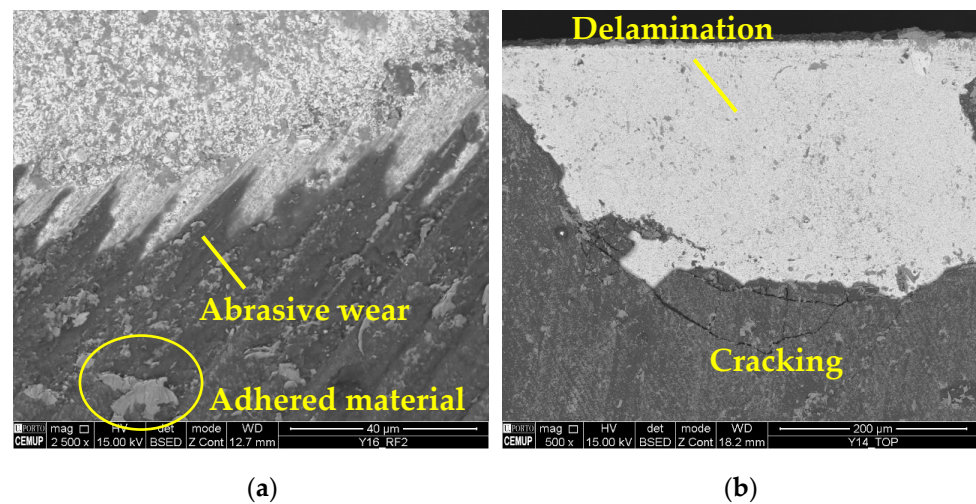 Delamination
Abrasive wear
Adhered material
Cracking
U.PORTO
CEMUP
mag HV det mode WD
2 500 x 15.00 kV BSED Z Cont 12.7 mm
40 µm
Y16_RF2
U.PORTO
CEMUP
mag HV det mode WD
500 x 15.00 kV BSED Z Cont 18.2 mm
200 µm
Y14_TOP
(a)
(b)